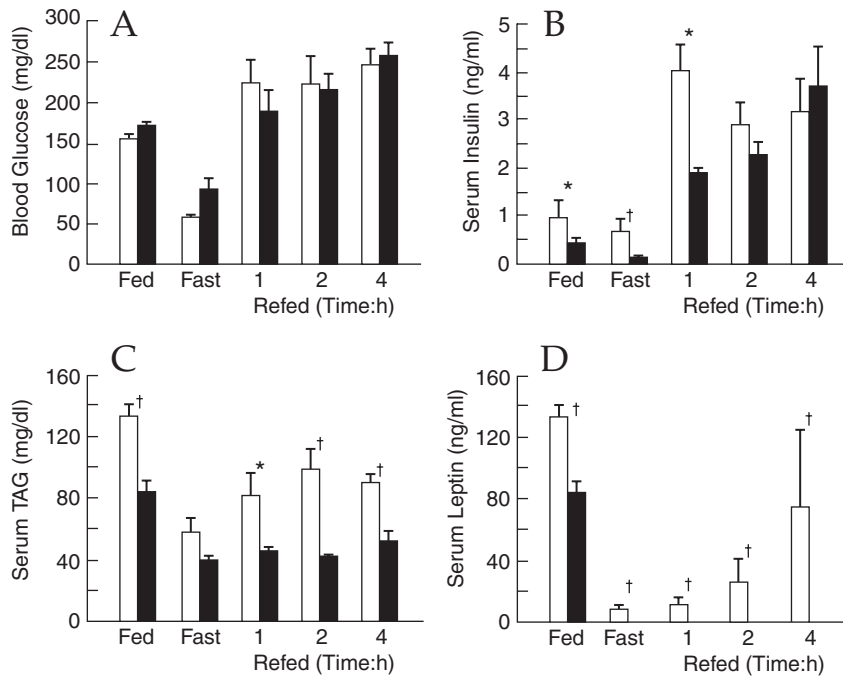 A
Blood Glucose (mg/dl)
300
250
200
150
100
50
0
Fed Fast 1 2 4
Refed (Time:h)
B
Serum Insulin (ng/ml)
5
4
3
2
1
0
*
†
*
Fed Fast 1 2 4
Refed (Time:h)
C
Serum TAG (mg/dl)
160
120
80
40
0
†
*
†
†
Fed Fast 1 2 4
Refed (Time:h)
D
Serum Leptin (ng/ml)
160
120
80
40
0
†
†
†
†
†
Fed Fast 1 2 4
Refed (Time:h)